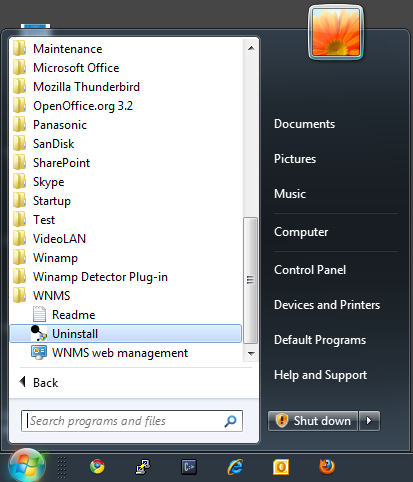 Maintenance
Microsoft Office
Mozilla Thunderbird
OpenOffice.org 3.2
Panasonic
SanDisk
SharePoint
Skype
Startup
Test
VideoLAN
Winamp
Winamp Detector Plug-in
WNMS
Readme
Uninstall
WNMS web management
Back
Search programs and files
Documents
Pictures
Music
Computer
Control Panel
Devices and Printers
Default Programs
Help and Support
Shut down